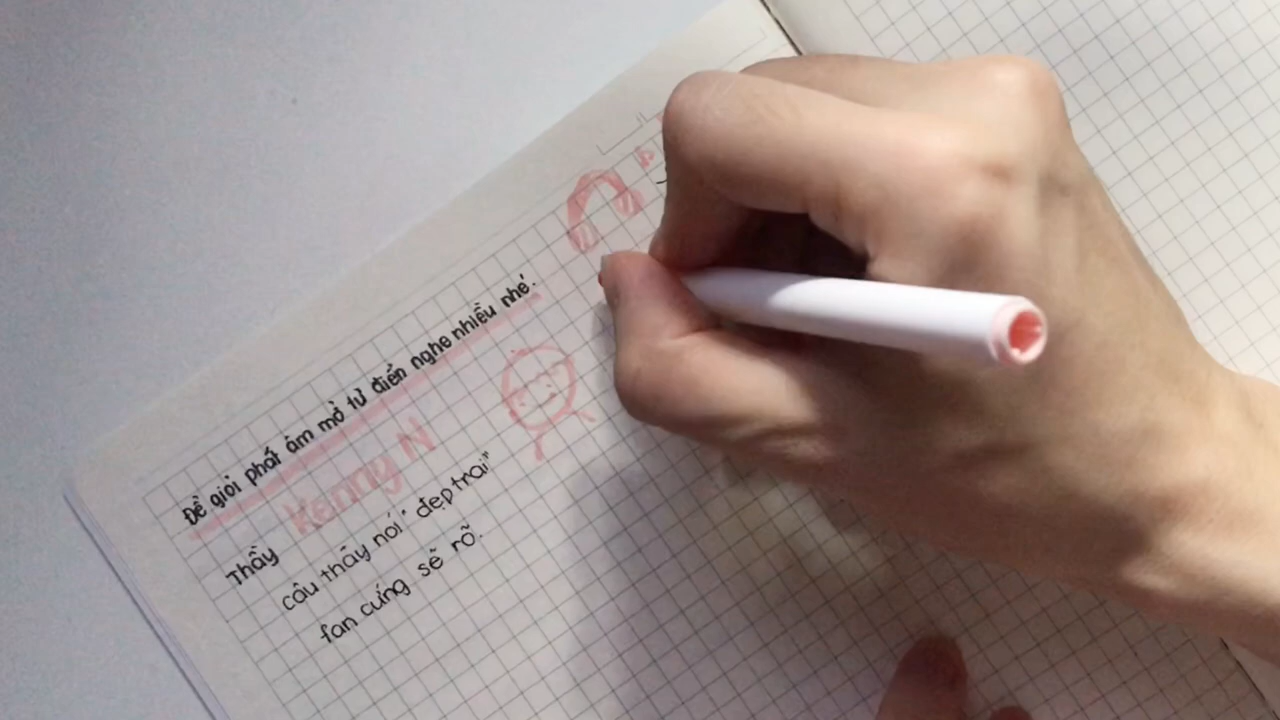 Để giỏi phát âm mở từ điển nghe nhiều nhé.
Thầy Kenny N
câu thầy nói "đẹp trai"
fan cứng sẽ rõ.